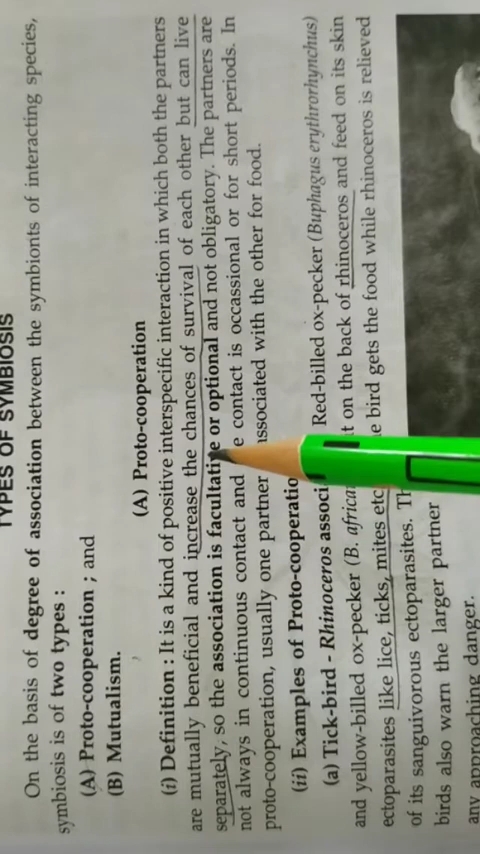 TYPES OF SYMBIOSIS
On the basis of degree of association between the symbionts of interacting species,
symbiosis is of two types :
(A) Proto-cooperation ; and
(B) Mutualism.
(A) Proto-cooperation
(i) Definition : It is a kind of positive interspecific interaction in which both the partners
are mutually beneficial and increase the chances of survival of each other but can live
separately, so the association is facultative or optional and not obligatory. The partners are
not always in continuous contact and contact is occassional or for short periods. In
proto-cooperation, usually one partner associated with the other for food.
(ii) Examples of Proto-cooperatio
(a) Tick-bird - Rhinoceros associ Red-billed ox-pecker (Buphagus erythrorhynchus)
and yellow-billed ox-pecker (B. africa on the back of rhinoceros and feed on its skin
ectoparasites like lice, ticks, mites etc bird gets the food while rhinoceros is relieved
of its sanguivorous ectoparasites.
birds also warn the larger partner
any approaching danger.